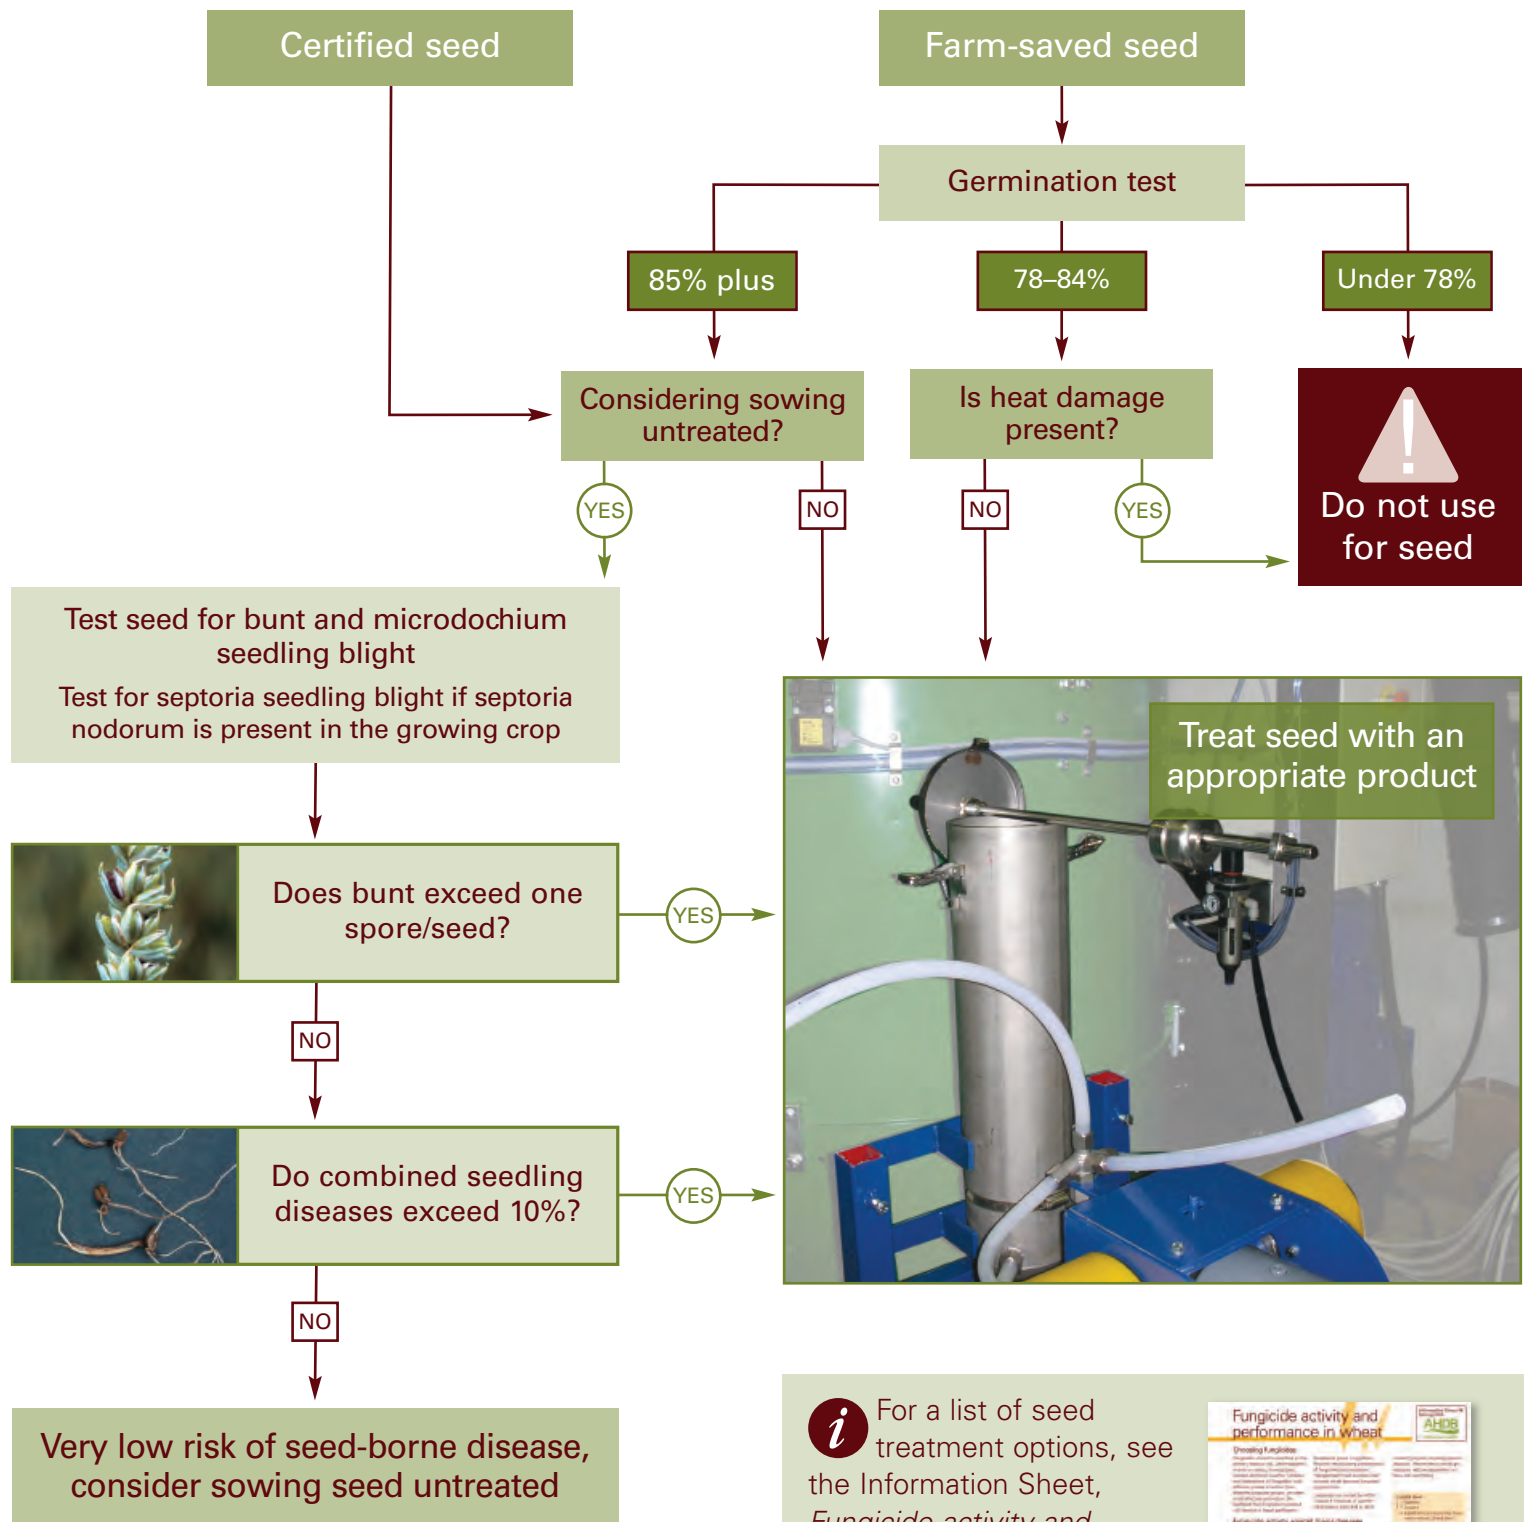 Certified seed
Farm-saved seed
Germination test
85% plus
78–84%
Under 78%
Considering sowing
untreated?
Is heat damage
present?
Do not use
for seed
YES
NO
NO
YES
Test seed for bunt and microdochium
seedling blight
Test for septoria seedling blight if septoria
nodorum is present in the growing crop
Treat seed with an
appropriate product
Does bunt exceed one
spore/seed?
YES
NO
Do combined seedling
diseases exceed 10%?
YES
NO
Very low risk of seed-borne disease,
consider sowing seed untreated
i For a list of seed
treatment options, see
the Information Sheet,
Fungicide activity and
Fungicide activity and
performance in wheat
AHDB
Choosing fungicides